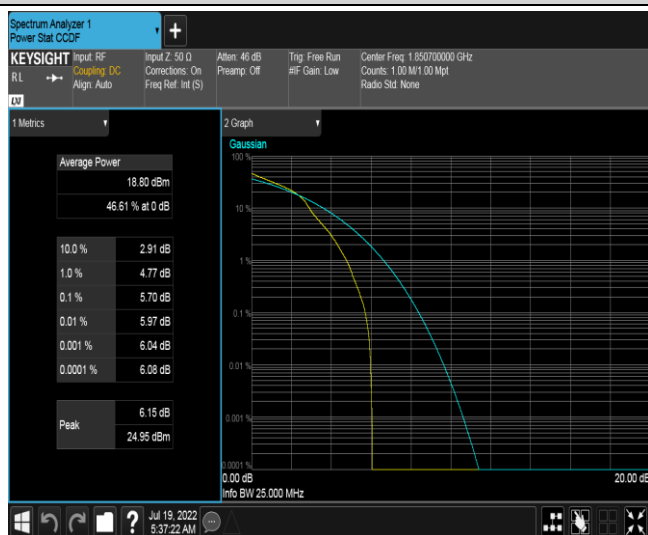 Spectrum Analyzer 1
Power Stat CCDF
+
KEYSIGHT
RL
LXI
Input: RF
Coupling: DC
Align: Auto
Input Z: 50 Ω
Corrections: On
Freq Ref: Int (S)
Atten: 46 dB
Preamp: Off
Trig: Free Run
#IF Gain: Low
Center Freq: 1.850700000 GHz
Counts: 1.00 M/1.00 Mpt
Radio Std: None
1 Metrics
Average Power
18.80 dBm
46.61 % at 0 dB
10.0 % 2.91 dB
1.0 % 4.77 dB
0.1 % 5.70 dB
0.01 % 5.97 dB
0.001 % 6.04 dB
0.0001 % 6.08 dB
Peak
6.15 dB
24.95 dBm
2 Graph
Gaussian
100 %
10 %
1 %
0.1 %
0.01 %
0.001 %
0.0001 %
0.00 dB
20.00 dB
Info BW 25.000 MHz
?
Jul 19, 2022
5:37:22 AM